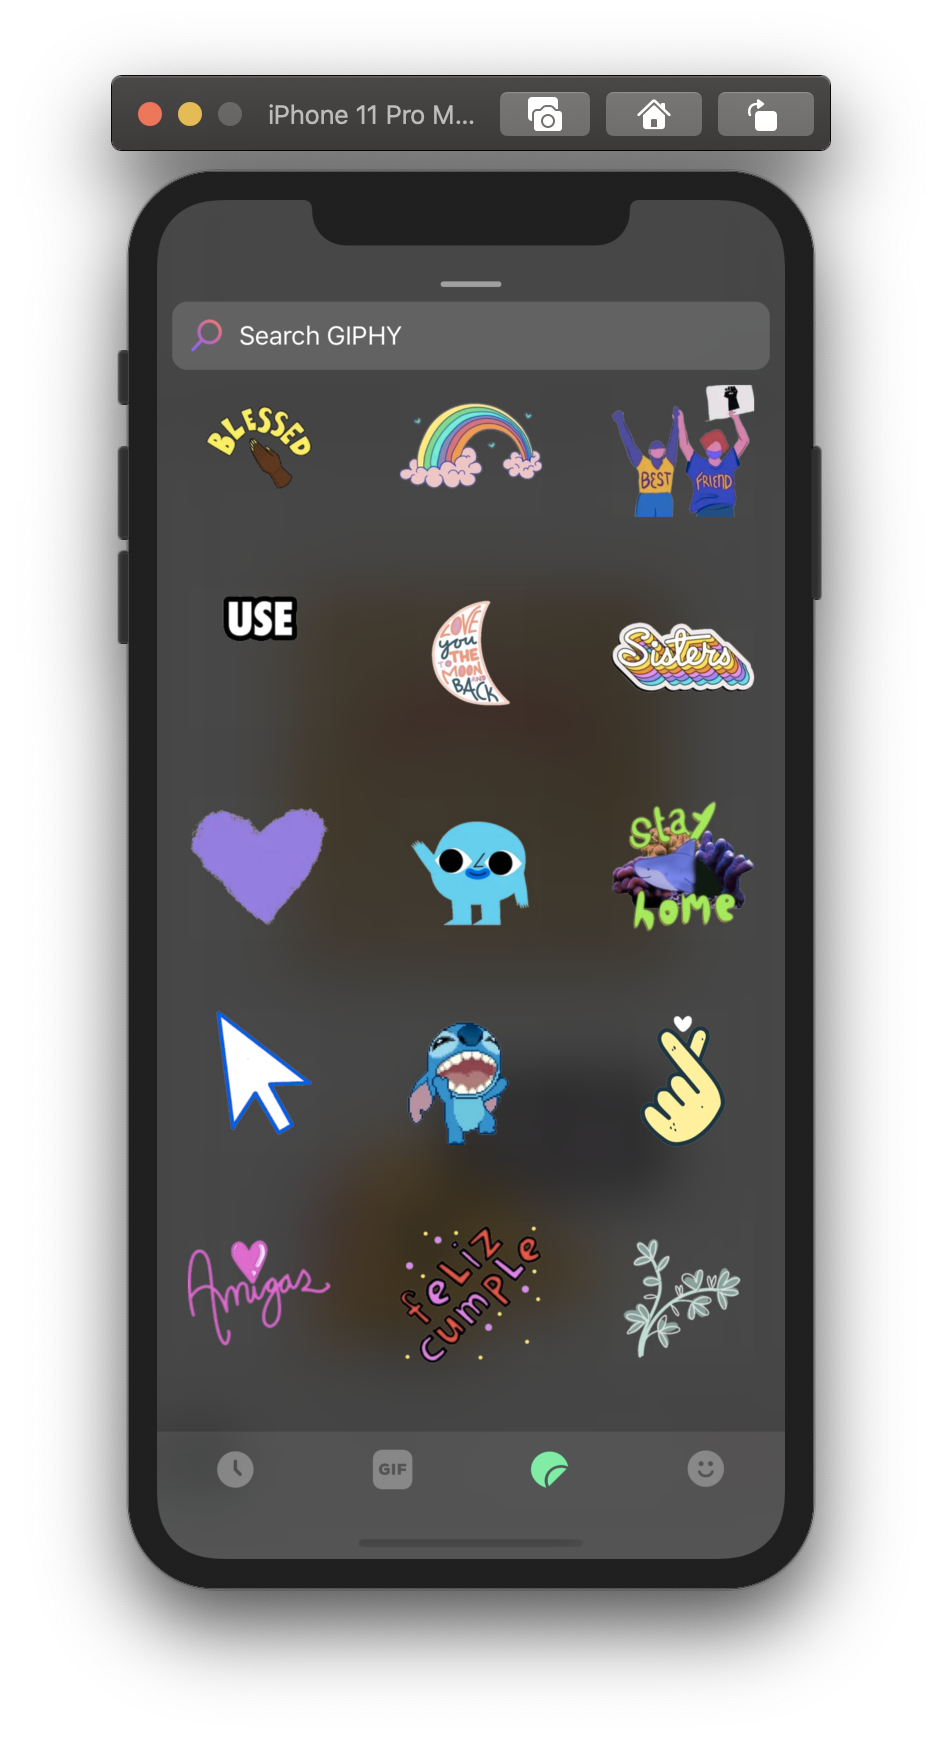 iPhone 11 Pro M...
Search GIPHY
BLESSED
BEST
FRIEND
USE
LOVE
you
TO THE
MOON AND
BACK
Sisters
stay
home
Amigas
feLiz
cumPLe
GIF